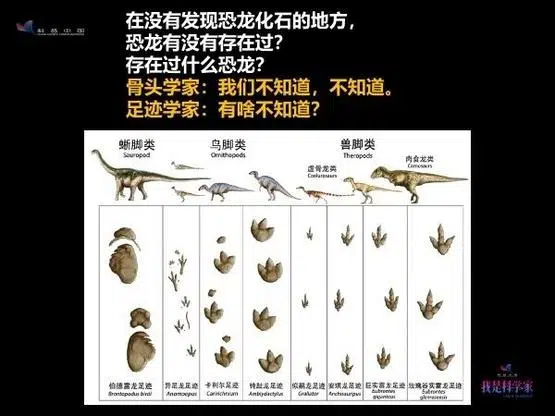 科普中国
在没有发现恐龙化石的地方，
恐龙有没有存在过？
存在过什么恐龙？
骨头学家：我们不知道，不知道。
足迹学家：有啥不知道？
蜥脚类
Sauropod
鸟脚类
Ornithopods
兽脚类
Theropods
虚骨龙类
Coelurosaurs
肉食龙类
Carnosaurs
伯德雷龙足迹
Brontopodus birdi
异足龙足迹
Anomoepus
卡利尔足迹
Caririchnium
特趾龙足迹
Amblydactylus
似鹬龙足迹
Grallator
安琪龙足迹
Anchisaurips
巨实雷龙足迹
Eubrontes
giganteus
玫瑰谷实雷龙足迹
Eubrontes
glenrosensis
我是科学家